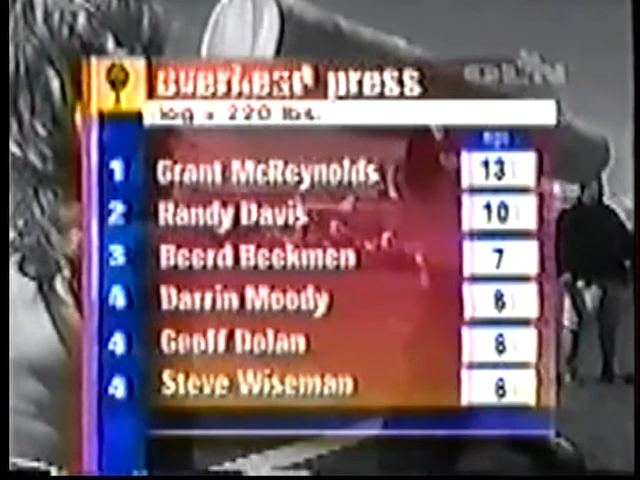 overhead press
log = 220 lbs.
OLN
1 Grant McReynolds 13
2 Randy Davis 10
3 Beerd Beekmen 7
4 Darrin Moody 6
4 Geoff Dolan 6
4 Steve Wiseman 6